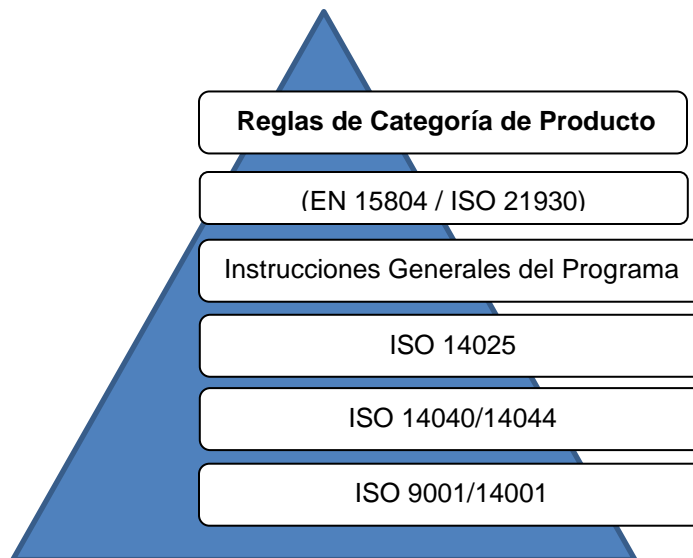 Reglas de Categoría de Producto
(EN 15804 / ISO 21930)
Instrucciones Generales del Programa
ISO 14025
ISO 14040/14044
ISO 9001/14001